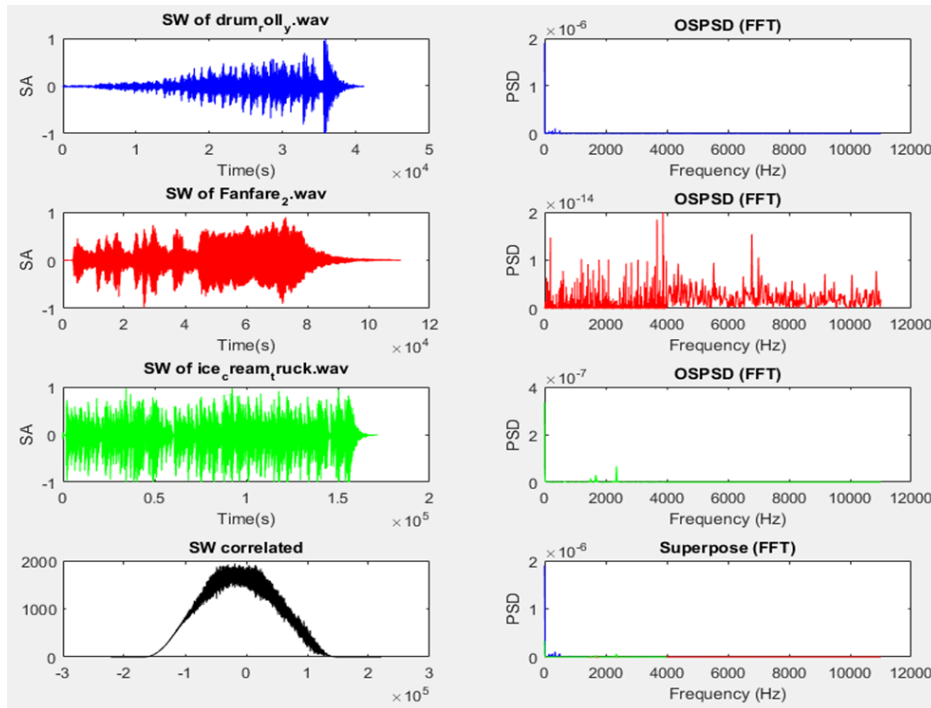 SW of drum_roll_y.wav
SA
1
0
-1
0 1 2 3 4 5
Time(s)
× 10^4
OSPSD (FFT)
× 10^-6
PSD
2
1
0
0 2000 4000 6000 8000 10000 12000
Frequency (Hz)
SW of Fanfare_2.wav
SA
1
0
-1
0 2 4 6 8 10 12
Time(s)
× 10^4
OSPSD (FFT)
× 10^-14
PSD
2
1
0
0 2000 4000 6000 8000 10000 12000
Frequency (Hz)
SW of ice_cream_truck.wav
SA
1
0
-1
0 0.5 1 1.5 2
Time(s)
× 10^5
OSPSD (FFT)
× 10^-7
PSD
4
2
0
0 2000 4000 6000 8000 10000 12000
Frequency (Hz)
SW correlated
2000
1000
0
-3 -2 -1 0 1 2 3
× 10^5
Superpose (FFT)
× 10^-6
PSD
2
1
0
0 2000 4000 6000 8000 10000 12000
Frequency (Hz)